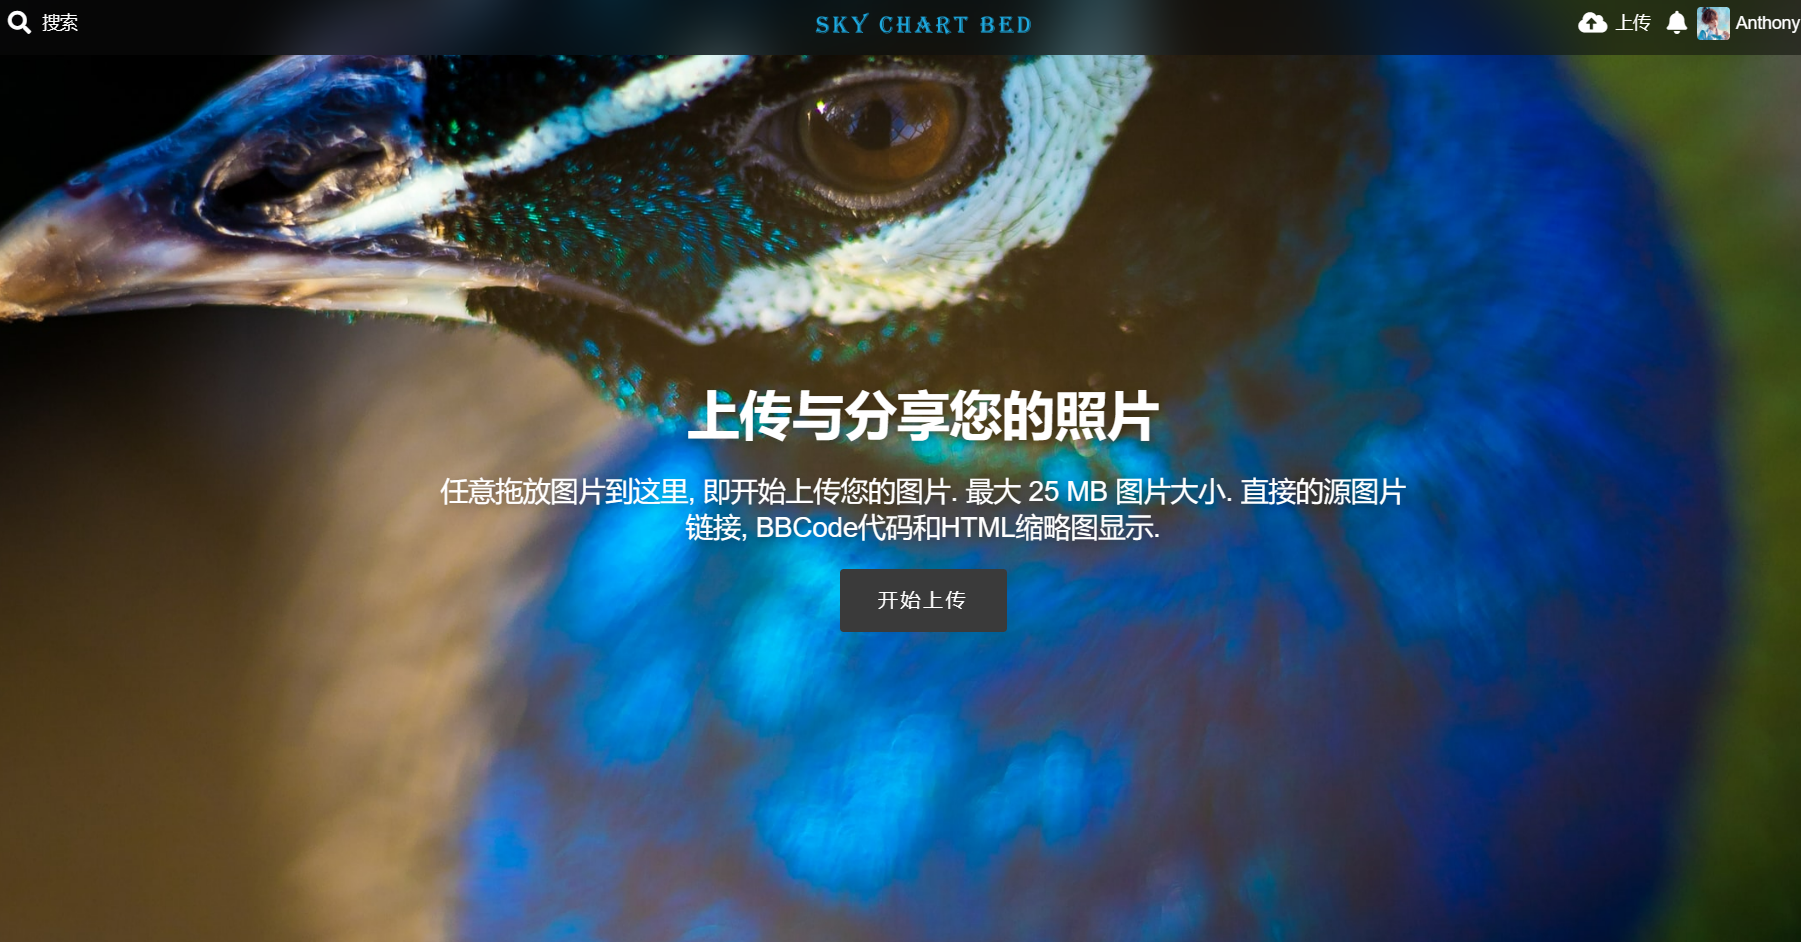 搜索
SKY CHART BED
上传
Anthony
上传与分享您的照片
任意拖放图片到这里, 即开始上传您的图片. 最大 25 MB 图片大小. 直接的源图片
链接, BBCode代码和HTML缩略图显示.
开始上传